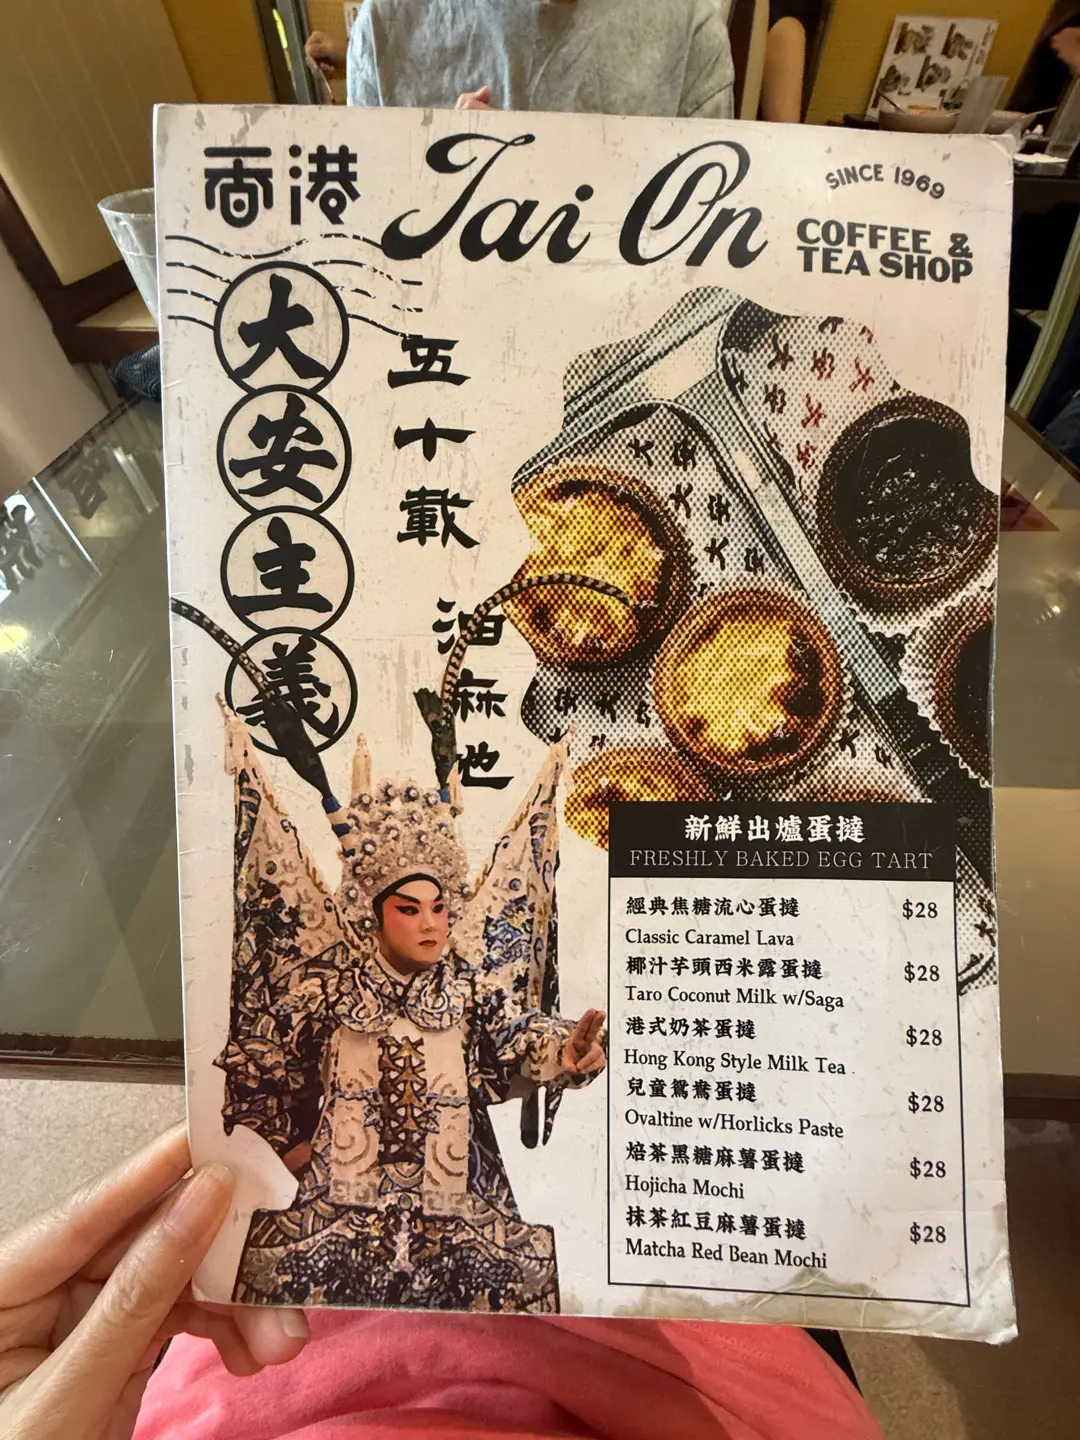 香港
Tai On
SINCE 1969
COFFEE &
TEA SHOP
大安主義
五十載
油麻地
新鮮出爐蛋撻
FRESHLY BAKED EGG TART
經典焦糖流心蛋撻 $28
Classic Caramel Lava
椰汁芋頭西米露蛋撻 $28
Taro Coconut Milk w/Saga
港式奶茶蛋撻 $28
Hong Kong Style Milk Tea
兒童鴛鴦蛋撻 $28
Ovaltine w/Horlicks Paste
焙茶黑糖麻薯蛋撻 $28
Hojicha Mochi
抹茶紅豆麻薯蛋撻 $28
Matcha Red Bean Mochi